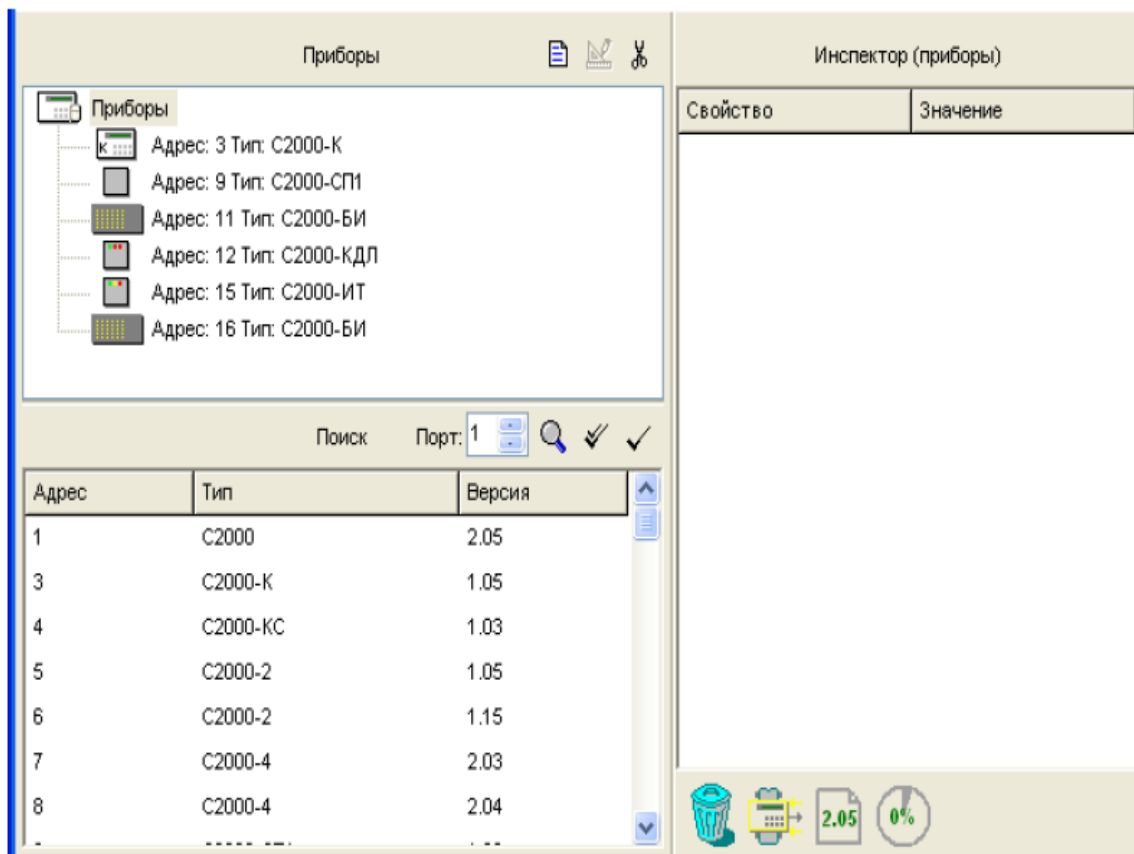 Приборы
Приборы
К
Адрес: 3 Тип: С2000-К
Адрес: 9 Тип: С2000-СП1
Адрес: 11 Тип: С2000-БИ
Адрес: 12 Тип: С2000-КДЛ
Адрес: 15 Тип: С2000-ИТ
Адрес: 16 Тип: С2000-БИ
Поиск Порт: 1
Адрес Тип Версия
1 С2000 2.05
3 С2000-К 1.05
4 С2000-КС 1.03
5 С2000-2 1.05
6 С2000-2 1.15
7 С2000-4 2.03
8 С2000-4 2.04
Инспектор (приборы)
Свойство Значение
2.05 0%